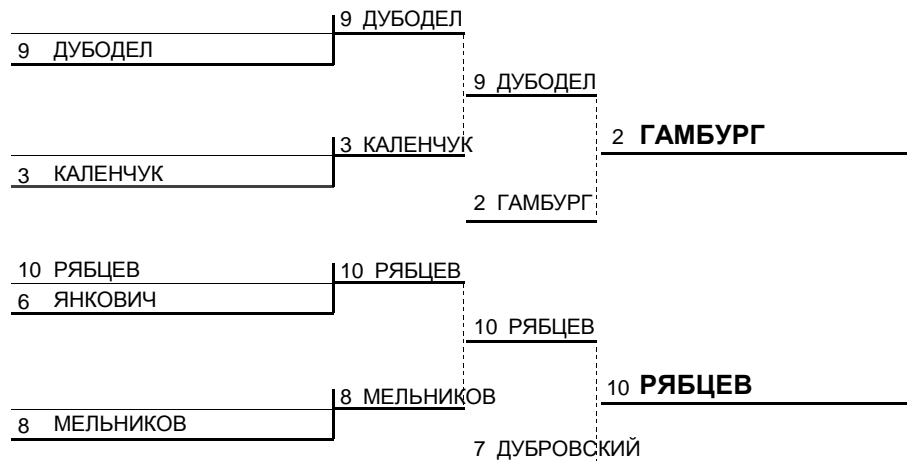 9 ДУБОДЕЛ
9 ДУБОДЕЛ
9 ДУБОДЕЛ
2 ГАМБУРГ
3 КАЛЕНЧУК
3 КАЛЕНЧУК
2 ГАМБУРГ
10 РЯБЦЕВ
10 РЯБЦЕВ
6 ЯНКОВИЧ
10 РЯБЦЕВ
10 РЯБЦЕВ
8 МЕЛЬНИКОВ
8 МЕЛЬНИКОВ
7 ДУБРОВСКИЙ